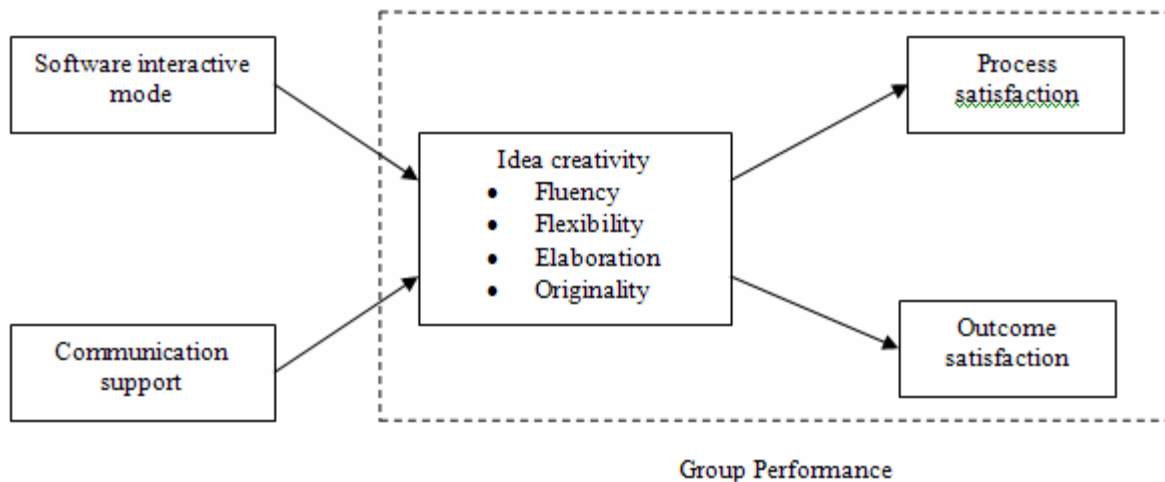 Software interactive
mode
Process
satisfaction
Idea creativity
• Fluency
• Flexibility
• Elaboration
• Originality
Communication
support
Outcome
satisfaction
Group Performance